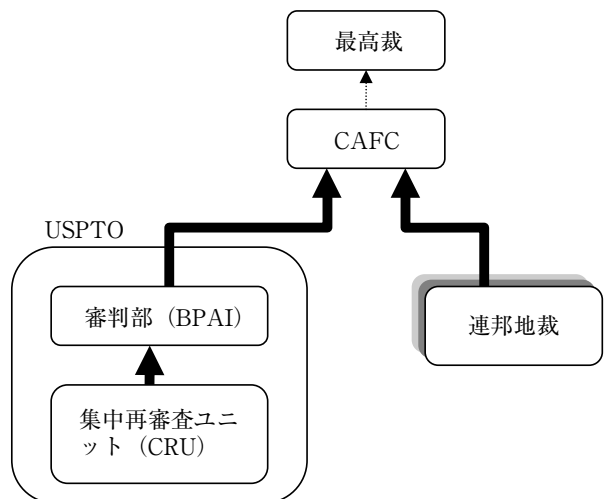 最高裁
CAFC
USPTO
審判部（BPAI）
連邦地裁
集中再審査ユニ
ット（CRU）